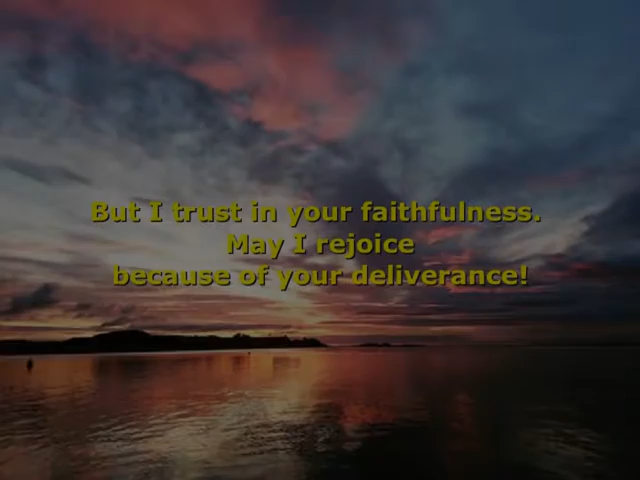 But I trust in your faithfulness.
May I rejoice
because of your deliverance!